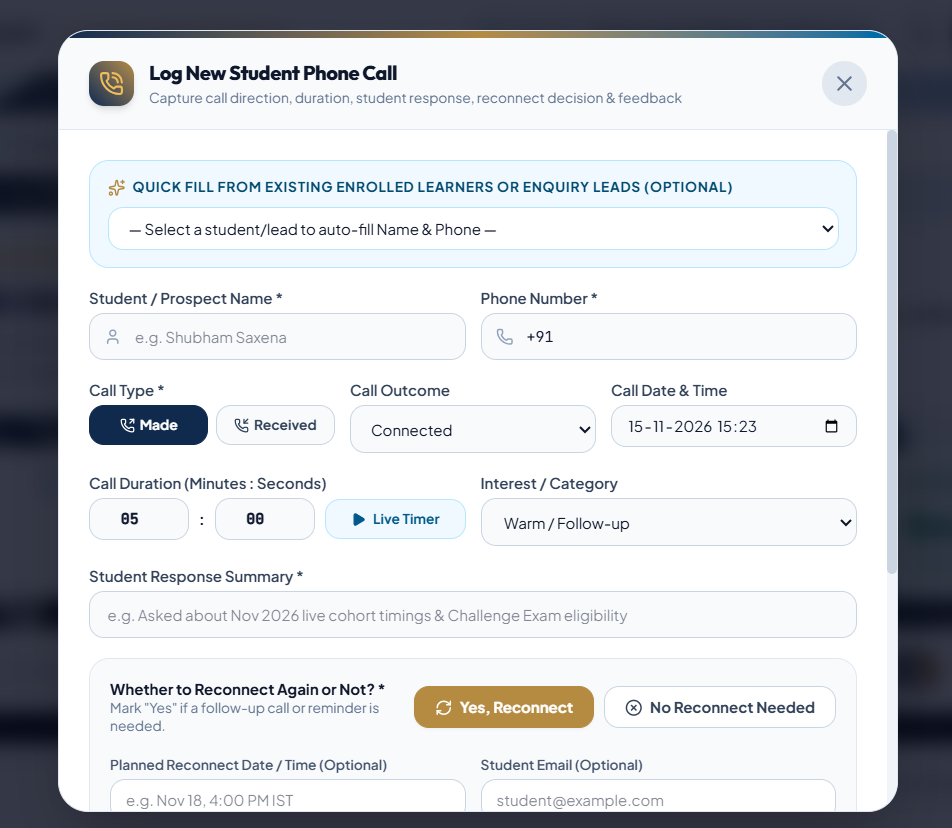 Log New Student Phone Call
Capture call direction, duration, student response, reconnect decision & feedback
QUICK FILL FROM EXISTING ENROLLED LEARNERS OR ENQUIRY LEADS (OPTIONAL)
— Select a student/lead to auto-fill Name & Phone —
Student / Prospect Name *
Phone Number *
e.g. Shubham Saxena
+91
Call Type *
Call Outcome
Call Date & Time
Made
Received
Connected
15-11-2026 15:23
Call Duration (Minutes : Seconds)
Interest / Category
05 : 00
Live Timer
Warm / Follow-up
Student Response Summary *
e.g. Asked about Nov 2026 live cohort timings & Challenge Exam eligibility
Whether to Reconnect Again or Not? *
Mark "Yes" if a follow-up call or reminder is
needed.
Yes, Reconnect
No Reconnect Needed
Planned Reconnect Date / Time (Optional)
Student Email (Optional)
e.g. Nov 18, 4:00 PM IST
student@example.com